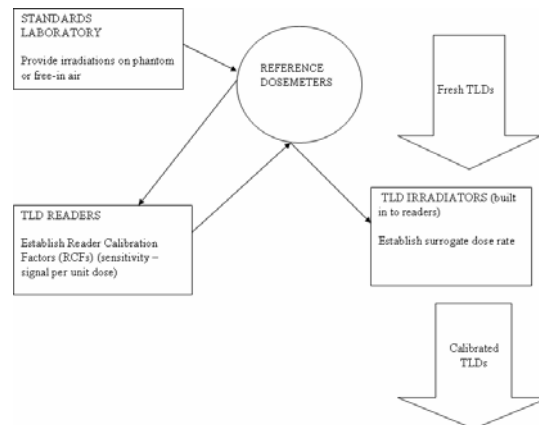 STANDARDS
LABORATORY
Provide irradiations on phantom
or free-in air
REFERENCE
DOSEMETERS
Fresh TLDs
TLD READERS
Establish Reader Calibration
Factors (RCFs) (sensitivity –
signal per unit dose)
TLD IRRADIATORS (built
in to readers)
Establish surrogate dose rate
Calibrated
TLDs